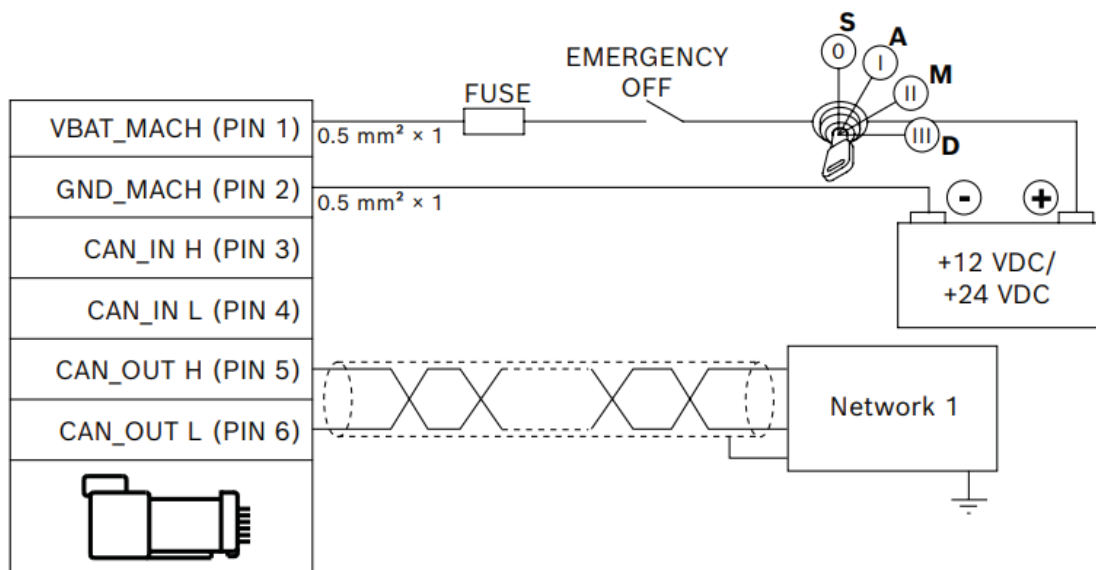 S
A
0
I
EMERGENCY
OFF
M
II
FUSE
VBAT_MACH (PIN 1)
0.5 mm² × 1
III
D
GND_MACH (PIN 2)
0.5 mm² × 1
-
+
CAN_IN H (PIN 3)
+12 VDC/
+24 VDC
CAN_IN L (PIN 4)
CAN_OUT H (PIN 5)
Network 1
CAN_OUT L (PIN 6)